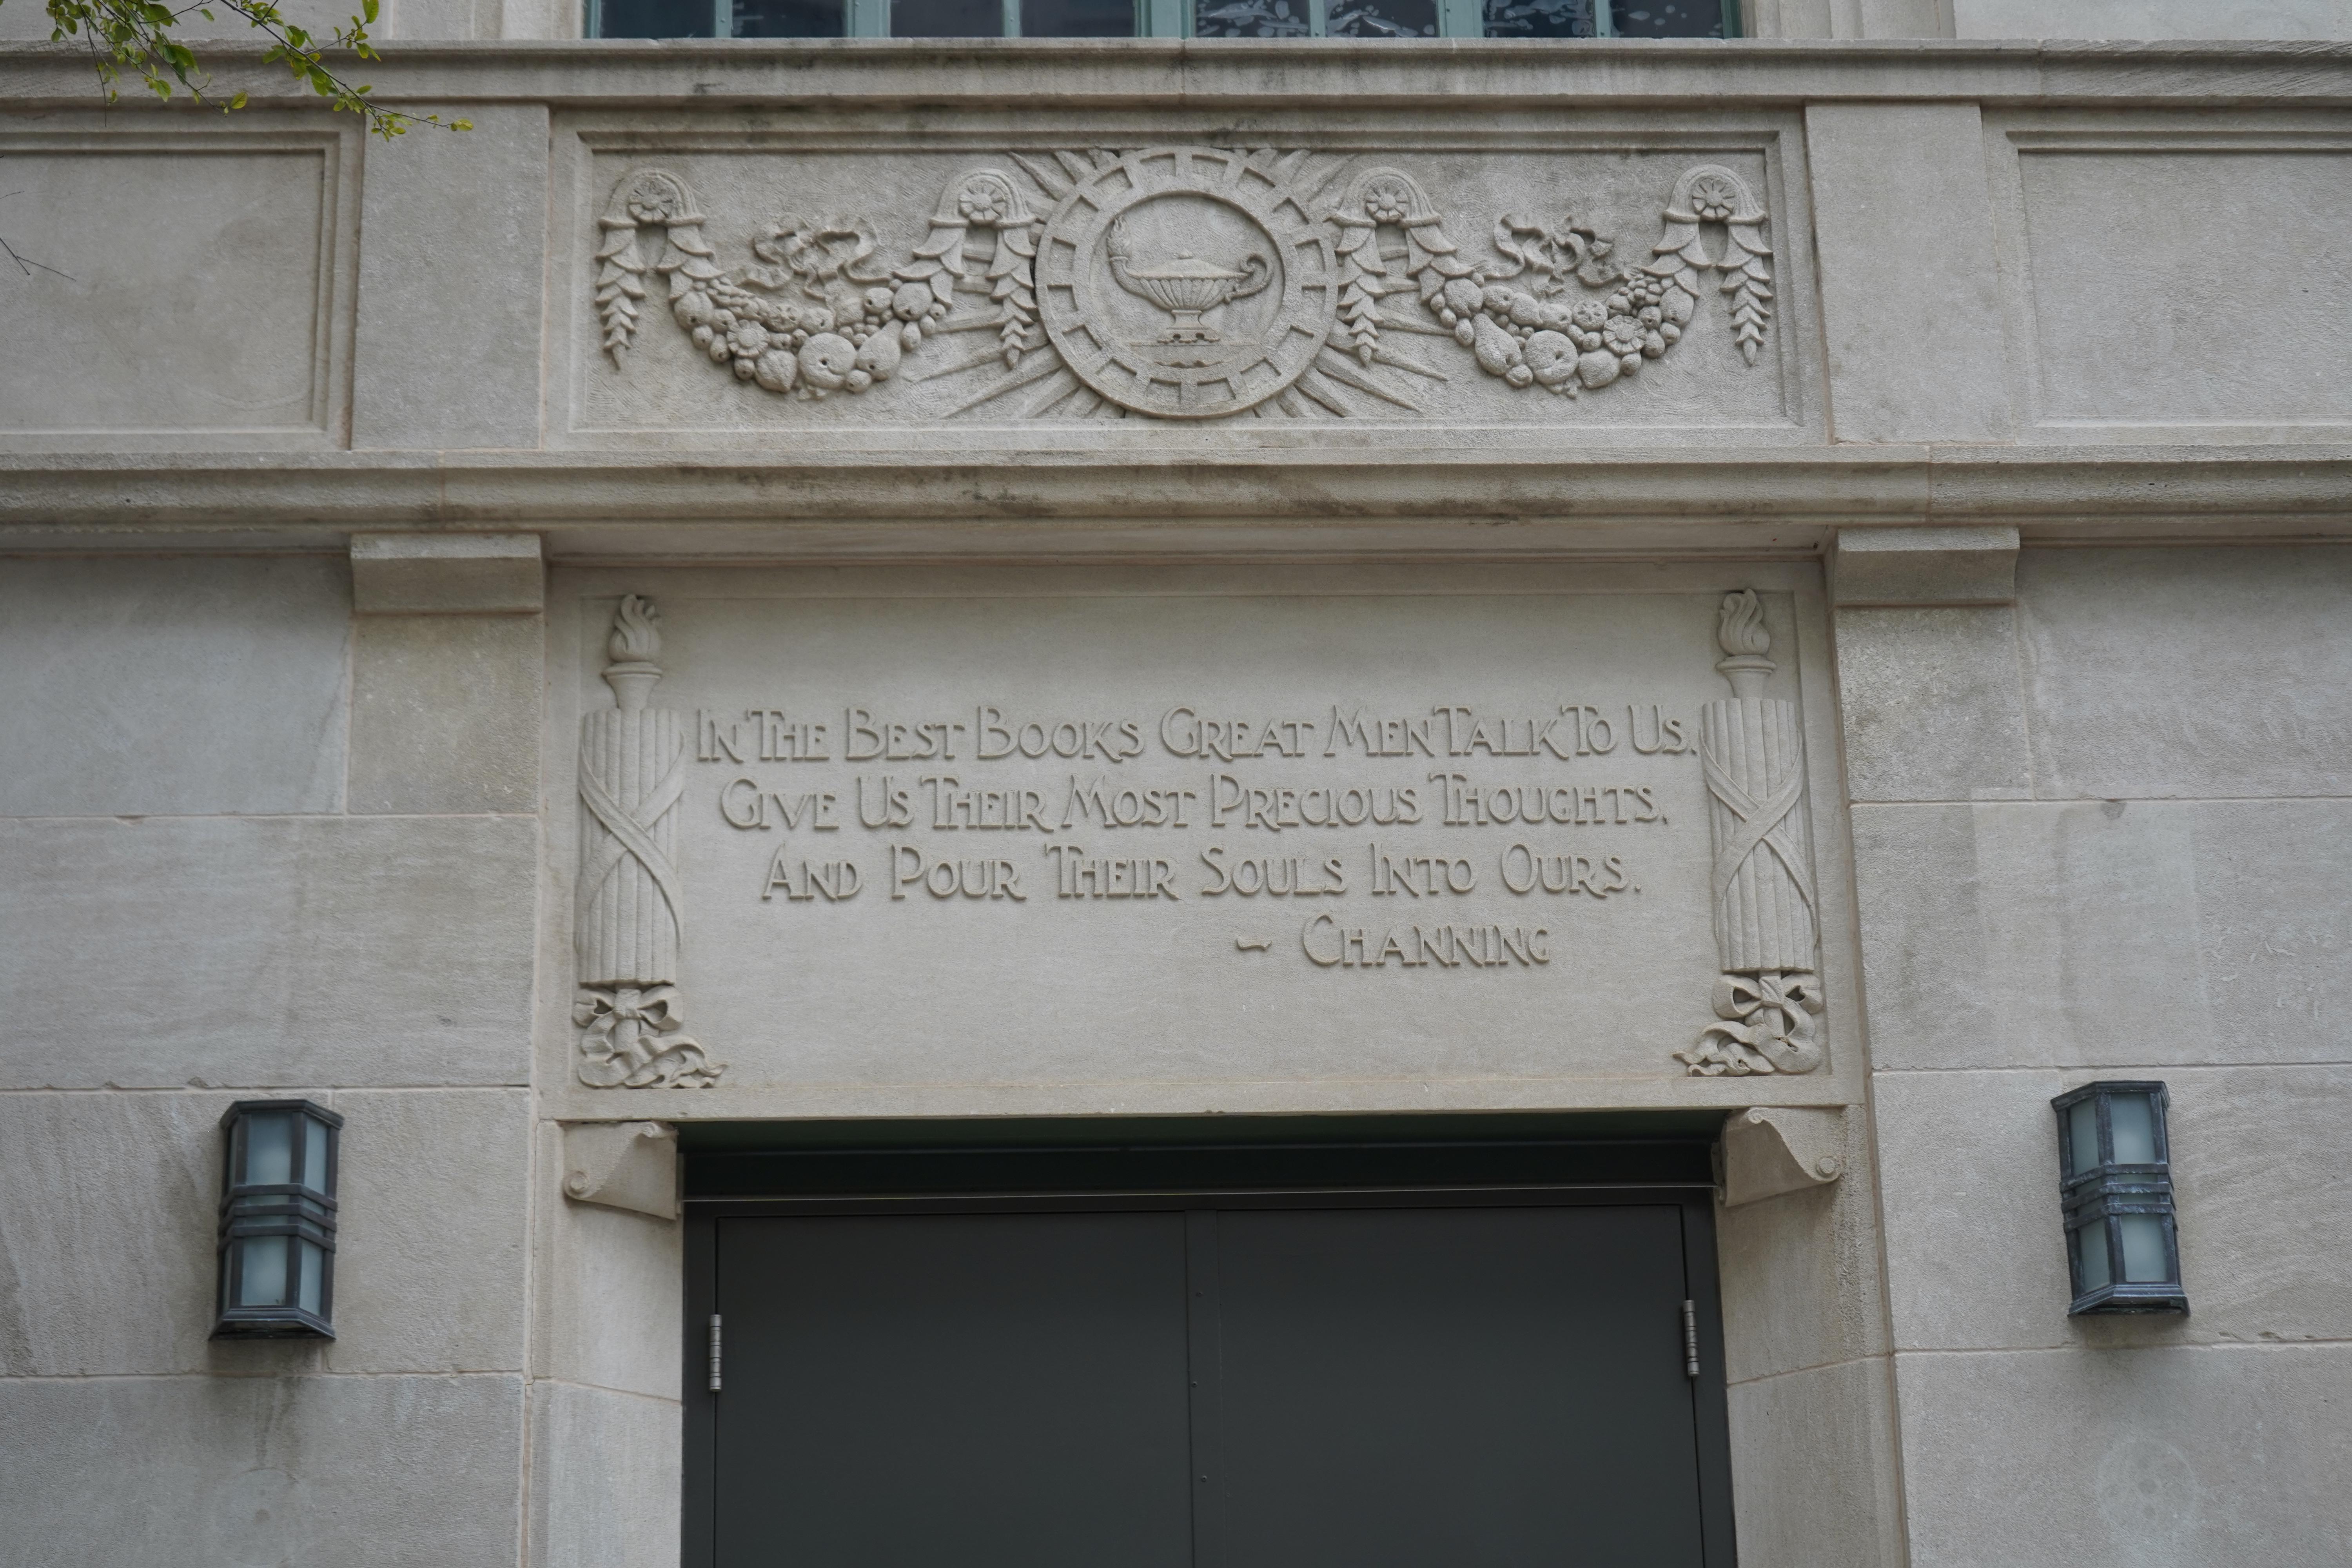 In The Best Books Great Men Talk To Us,
Give Us Their Most Precious Thoughts,
And Pour Their Souls Into Ours.
- Channing